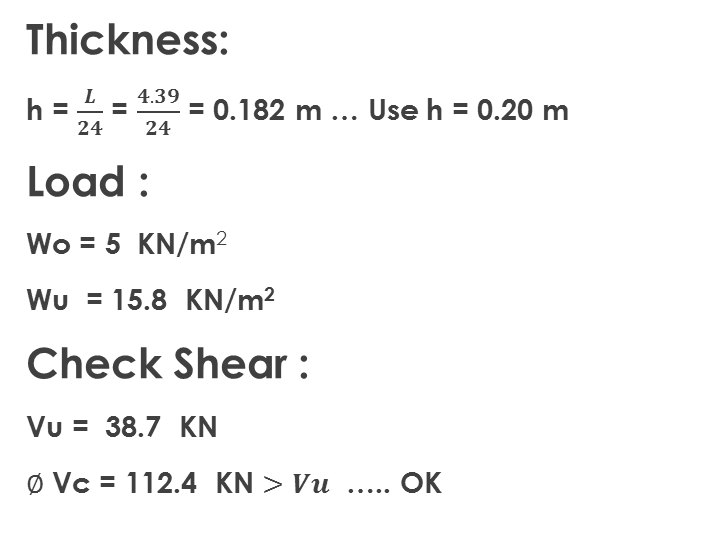 Thickness:
h = L/24 = 4.39/24 = 0.182 m … Use h = 0.20 m
Load :
Wo = 5 KN/m²
Wu = 15.8 KN/m²
Check Shear :
Vu = 38.7 KN
∅ Vc = 112.4 KN > Vu ….. OK